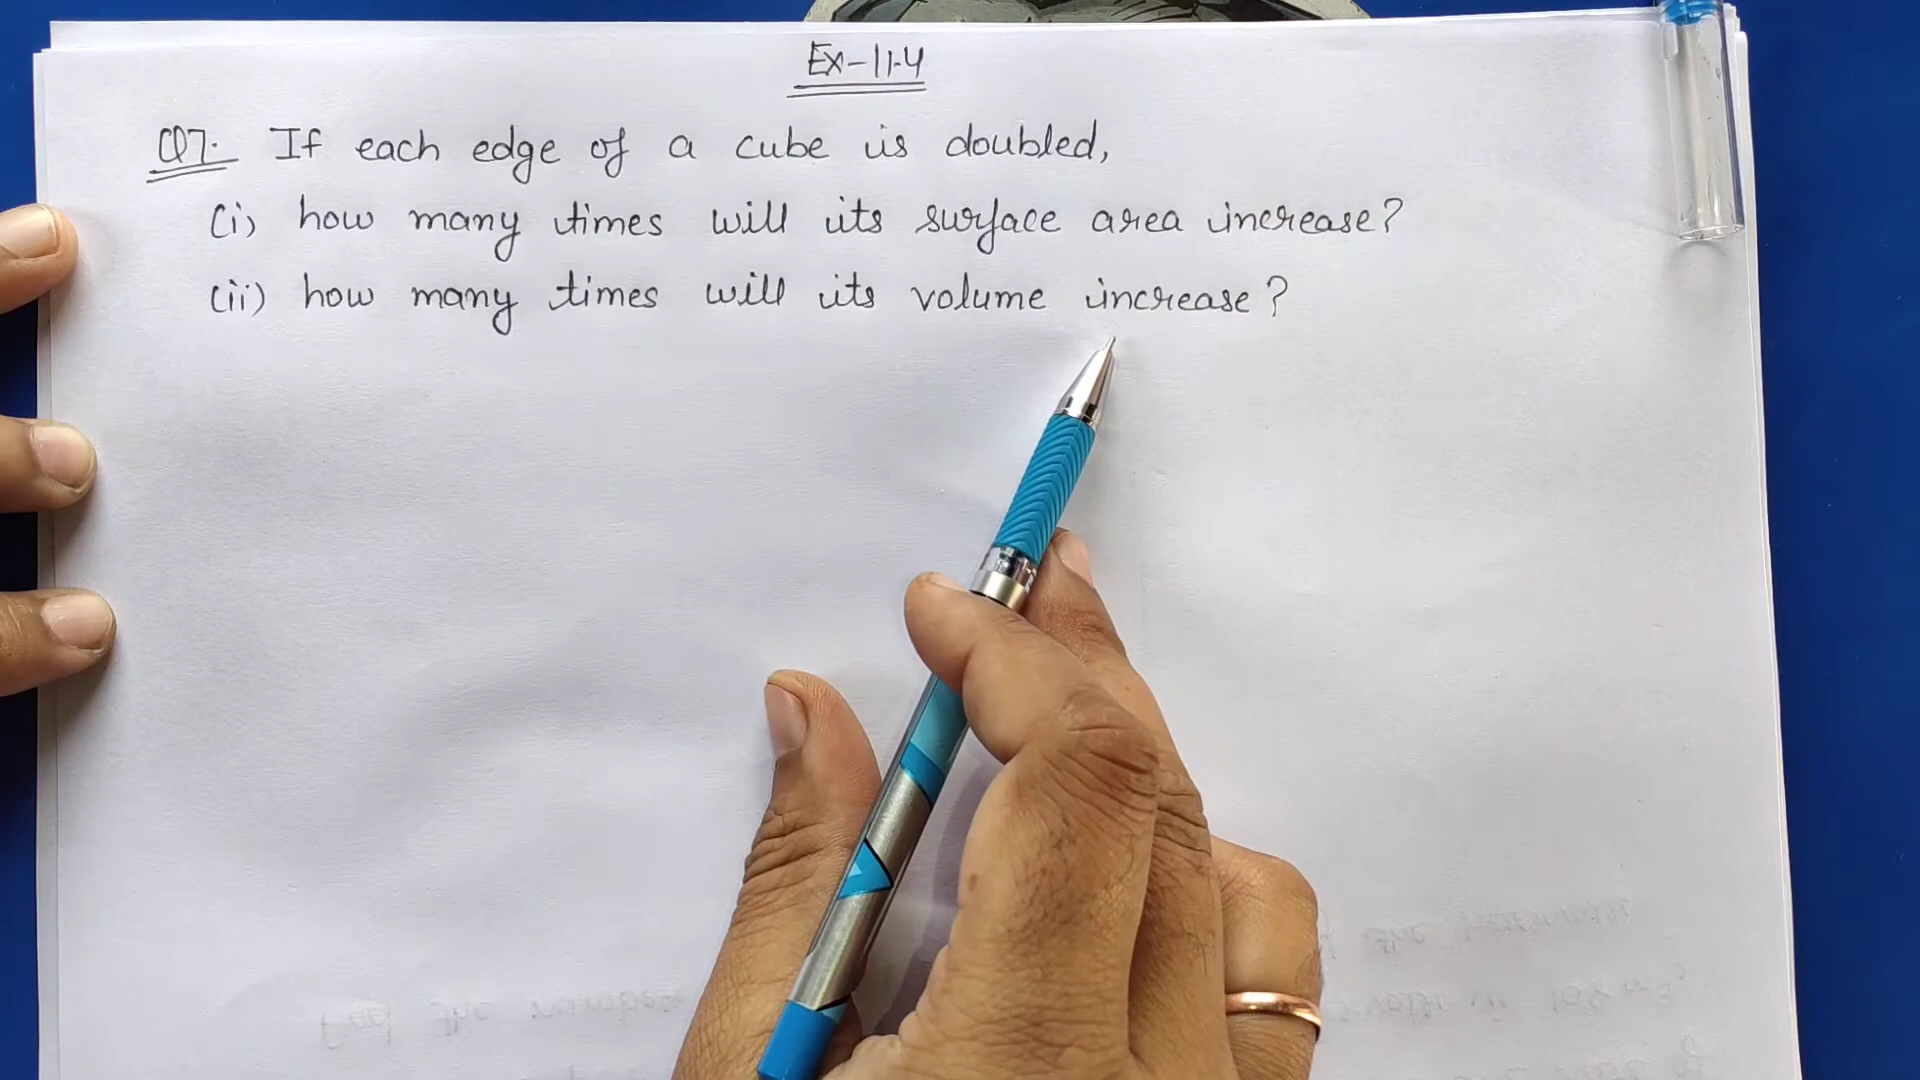 Ex-11.4
Q7. If each edge of a cube is doubled,
(i) how many times will its surface area increase?
(ii) how many times will its volume increase?